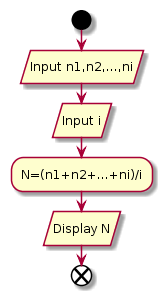 Input n1,n2,...,ni
Input i
N=(n1+n2+...+ni)/i
Display N